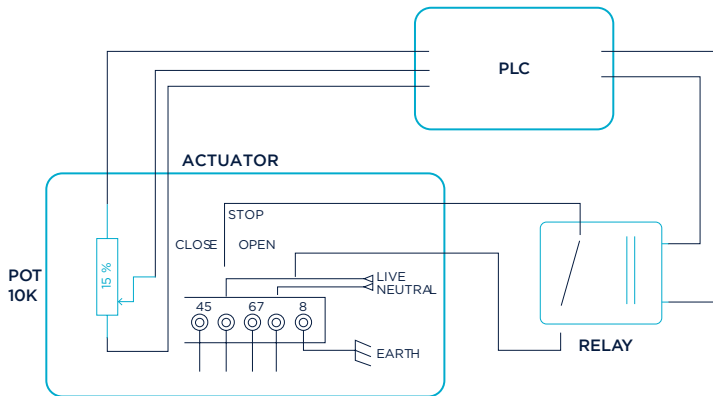 PLC
ACTUATOR
STOP
CLOSE OPEN
POT
10K
15 %
LIVE
NEUTRAL
45 67 8
EARTH
RELAY